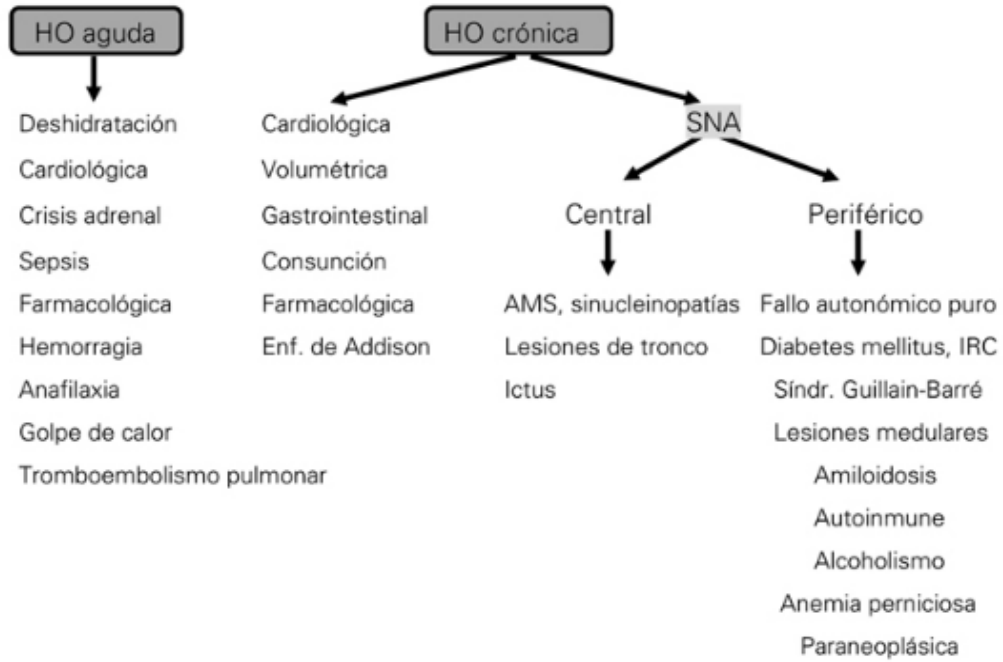 HO aguda
Deshidratación
Cardiológica
Crisis adrenal
Sepsis
Farmacológica
Hemorragia
Anafilaxia
Golpe de calor
Tromboembolismo pulmonar
HO crónica
Cardiológica
Volumétrica
Gastrointestinal
Consunción
Farmacológica
Enf. de Addison
SNA
Central
AMS, sinucleinopatías
Lesiones de tronco
Ictus
Periférico
Fallo autonómico puro
Diabetes mellitus, IRC
Síndr. Guillain-Barré
Lesiones medulares
Amiloidosis
Autoinmune
Alcoholismo
Anemia perniciosa
Paraneoplásica